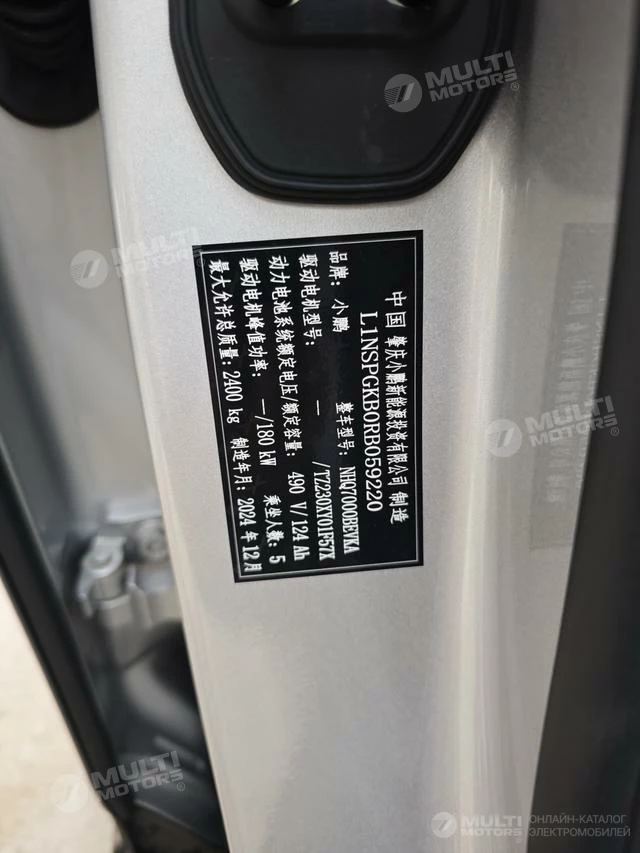 中国 肇庆小鹏新能源投资有限公司 制造
L1NSPGKB0RB059220
品牌：小鹏 整车型号：NHQ7000BEVKA
驱动电机型号： —/TZ230XY01F57X
动力电池系统额定电压/额定容量： 490 V/124 Ah
驱动电机峰值功率： —/180 kW 乘坐人数：5
最大允许总质量：2400 kg 制造年月：2024 年 12月
MULTI
MOTORS®
MULTI
MOTORS®
MULTI
MOTORS
MULTI
MOTORS
MULTI
MOTORS®
MULTI
MOTORS®
ОНЛАЙН-КАТАЛОГ
ЭЛЕКТРОМОБИЛЕЙ